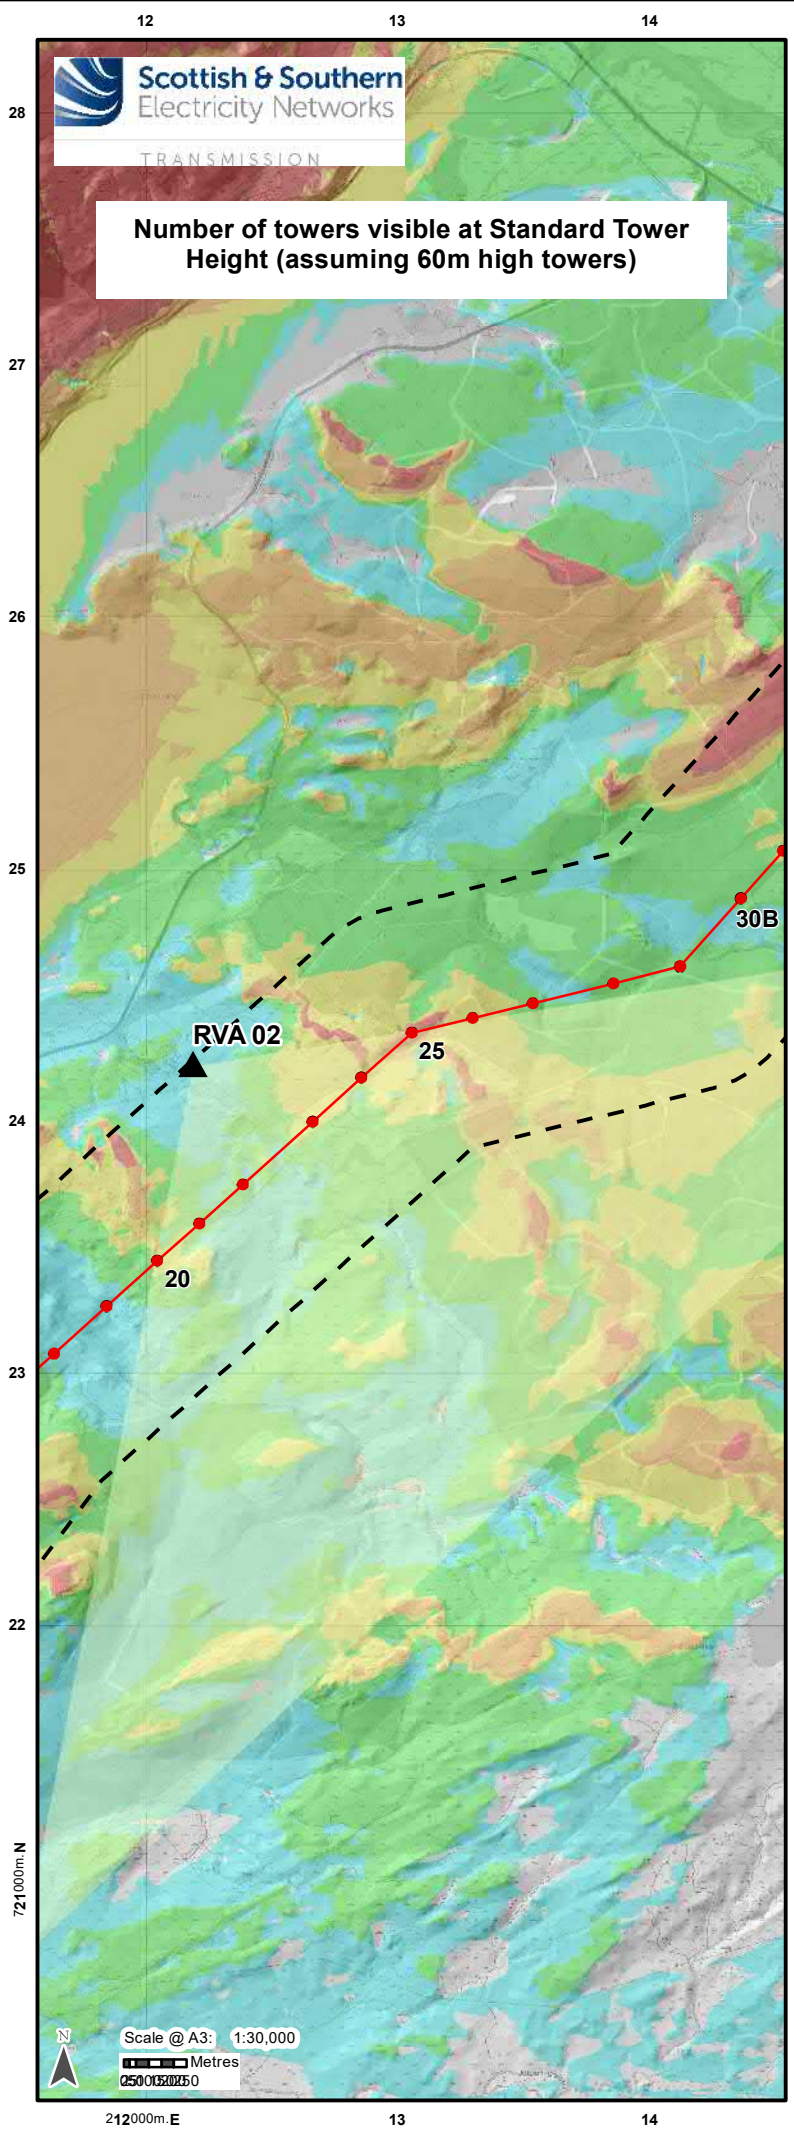 12 13 14
Scottish & Southern
Electricity Networks
TRANSMISSION
28
Number of towers visible at Standard Tower
Height (assuming 60m high towers)
27
26
25
30B
RVA 02
25
24
20
23
22
721000m.N
N
Scale @ A3: 1:30,000
Metres
212000m.E 13 14